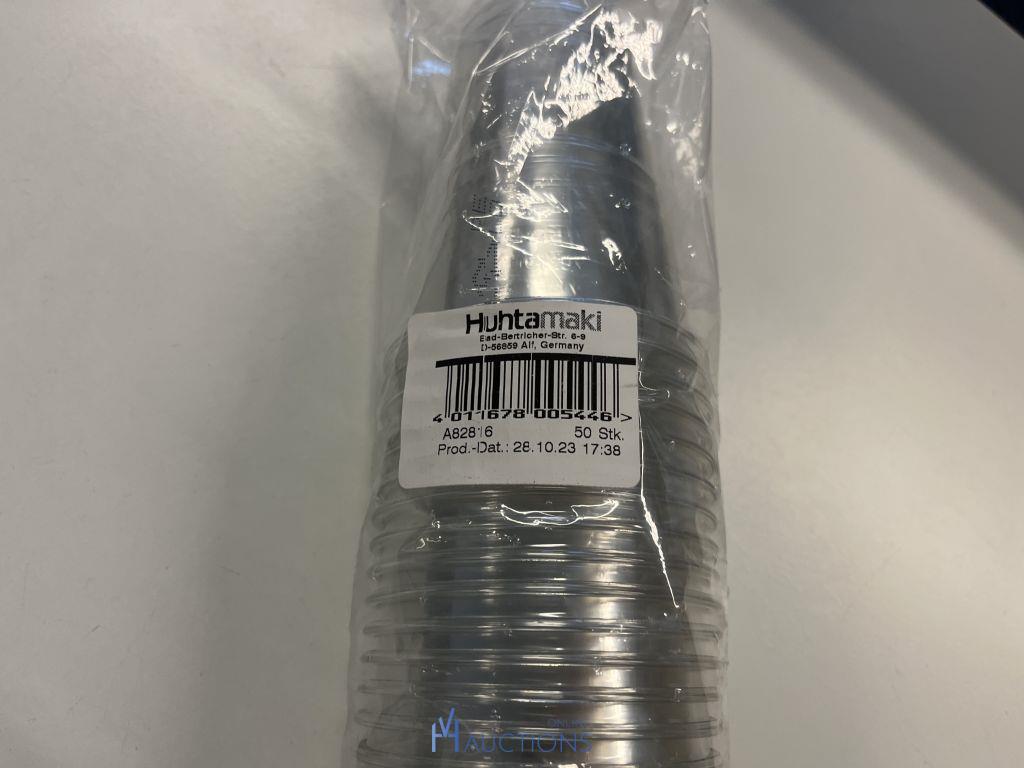 Huhtamaki
Bad-Bertricher-Str. 6-9
D-56859 Alf, Germany
4 011678 005446 >
A82816 50 Stk.
Prod.-Dat.: 28.10.23 17:38
ONLINE
AUCTIONS